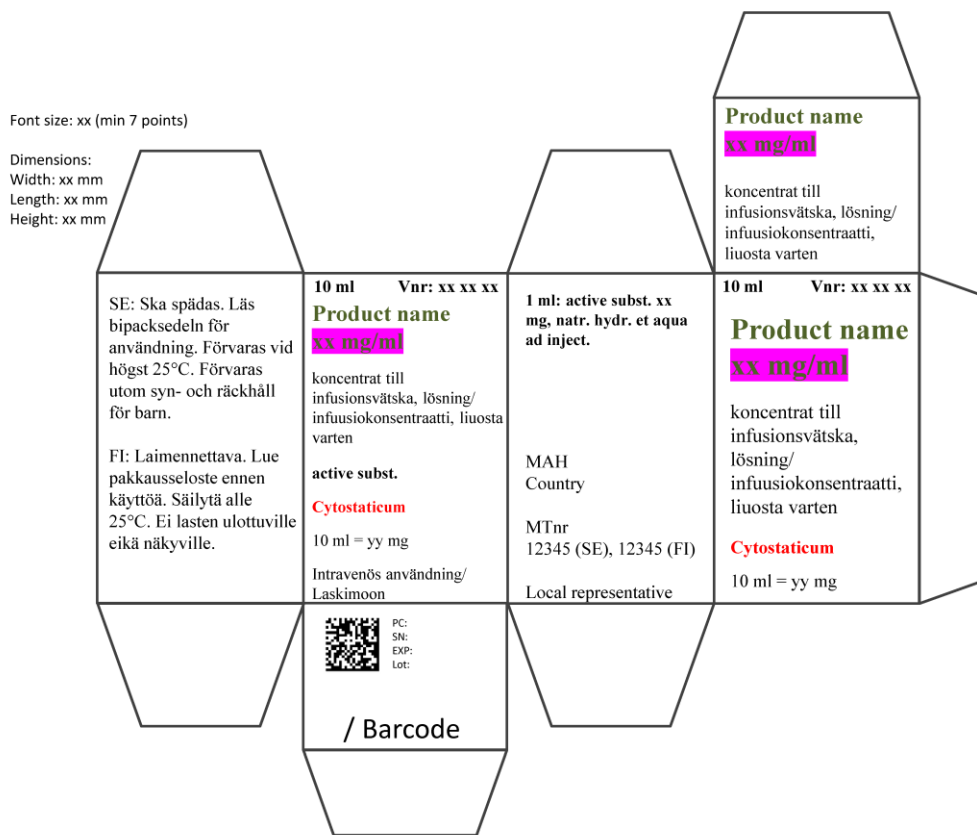 Font size: xx (min 7 points)
Dimensions:
Width: xx mm
Length: xx mm
Height: xx mm
Product name
xx mg/ml
koncentrat till
infusionsvätska, lösning/
infuusiokonsentraatti,
liuosta varten
SE: Ska spädas. Läs
bipacksedeln för
användning. Förvaras vid
högst 25°C. Förvaras
utom syn- och räckhåll
för barn.
FI: Laimennettava. Lue
pakkausseloste ennen
käyttöä. Säilytä alle
25°C. Ei lasten ulottuville
eikä näkyville.
10 ml Vnr: xx xx xx
Product name
xx mg/ml
koncentrat till
infusionsvätska, lösning/
infuusiokonsentraatti, liuosta
varten
active subst.
Cytostaticum
10 ml = yy mg
Intravenös användning/
Laskimoon
1 ml: active subst. xx
mg, natr. hydr. et aqua
ad inject.
MAH
Country
MTnr
12345 (SE), 12345 (FI)
Local representative
10 ml Vnr: xx xx xx
Product name
xx mg/ml
koncentrat till
infusionsvätska,
lösning/
infuusiokonsentraatti,
liuosta varten
Cytostaticum
10 ml = yy mg
PC:
SN:
EXP:
Lot:
/ Barcode